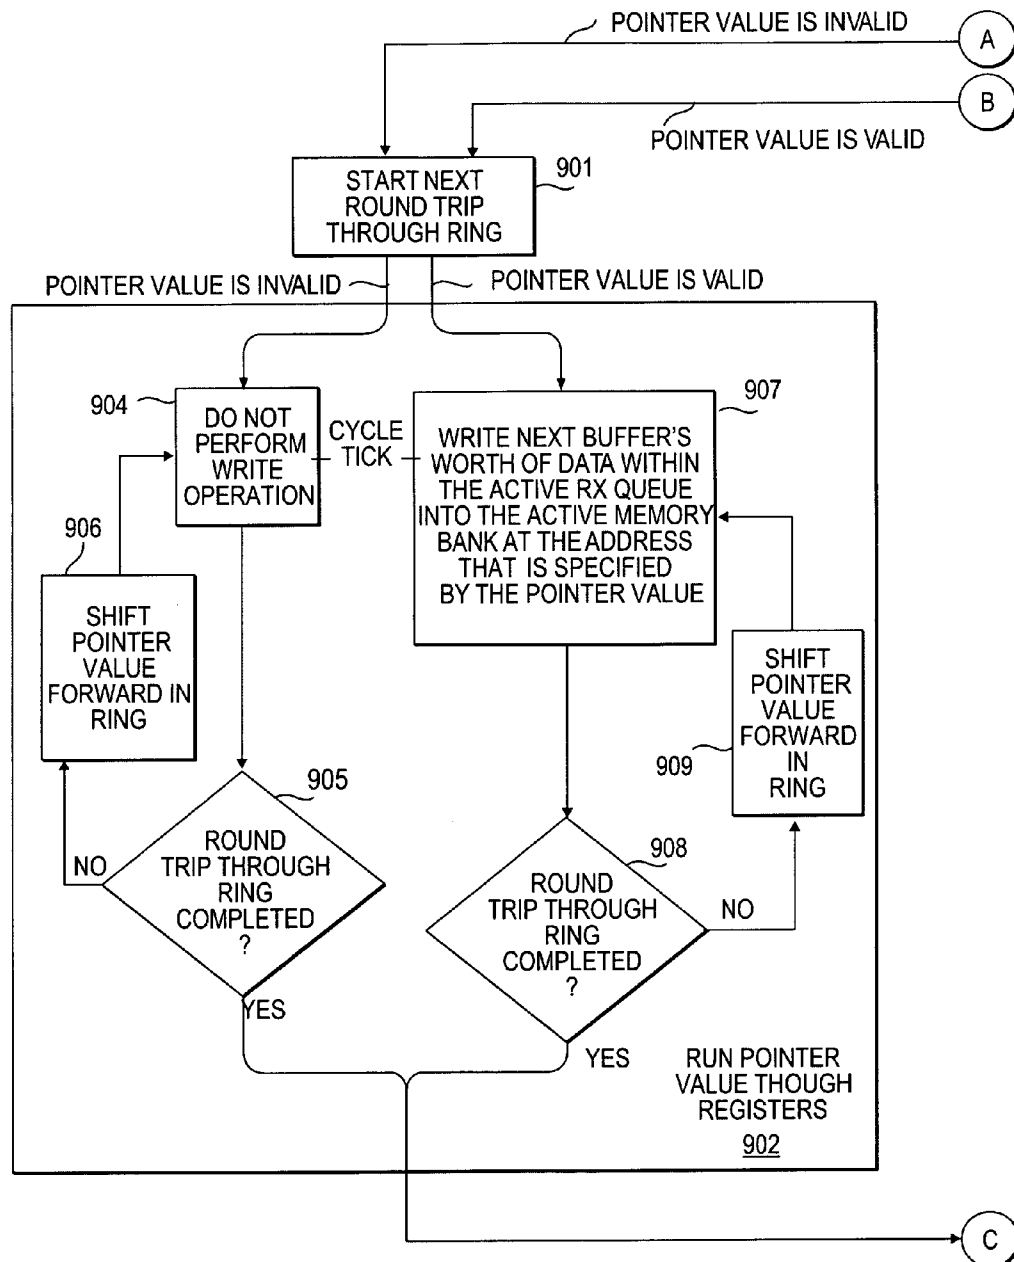 POINTER VALUE IS INVALID
A
B
POINTER VALUE IS VALID
901
START NEXT
ROUND TRIP
THROUGH RING
POINTER VALUE IS INVALID
POINTER VALUE IS VALID
904
DO NOT
PERFORM
WRITE
OPERATION
CYCLE
TICK
907
WRITE NEXT BUFFER'S
WORTH OF DATA WITHIN
THE ACTIVE RX QUEUE
INTO THE ACTIVE MEMORY
BANK AT THE ADDRESS
THAT IS SPECIFIED
BY THE POINTER VALUE
906
SHIFT
POINTER
VALUE
FORWARD IN
RING
SHIFT
POINTER
VALUE
FORWARD
IN
RING
909
905
ROUND
TRIP THROUGH
RING
COMPLETED
?
NO
YES
908
ROUND
TRIP THROUGH
RING
COMPLETED
?
NO
YES
RUN POINTER
VALUE THOUGH
REGISTERS
902
C